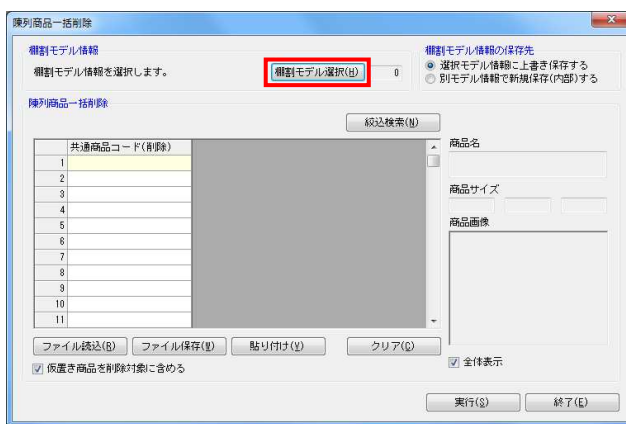 陳列商品一括削除
棚割モデル情報
棚割モデル情報を選択します。
棚割モデル選択(H)
0
棚割モデル情報の保存先
選択モデル情報に上書き保存する
別モデル情報で新規保存(内部)する
陳列商品一括削除
絞込検索(N)
共通商品コード(削除)
1
2
3
4
5
6
7
8
9
10
11
商品名
商品サイズ
商品画像
ファイル読込(R)
ファイル保存(W)
貼り付け(V)
クリア(C)
仮置き商品を削除対象に含める
全体表示
実行(S)
終了(E)